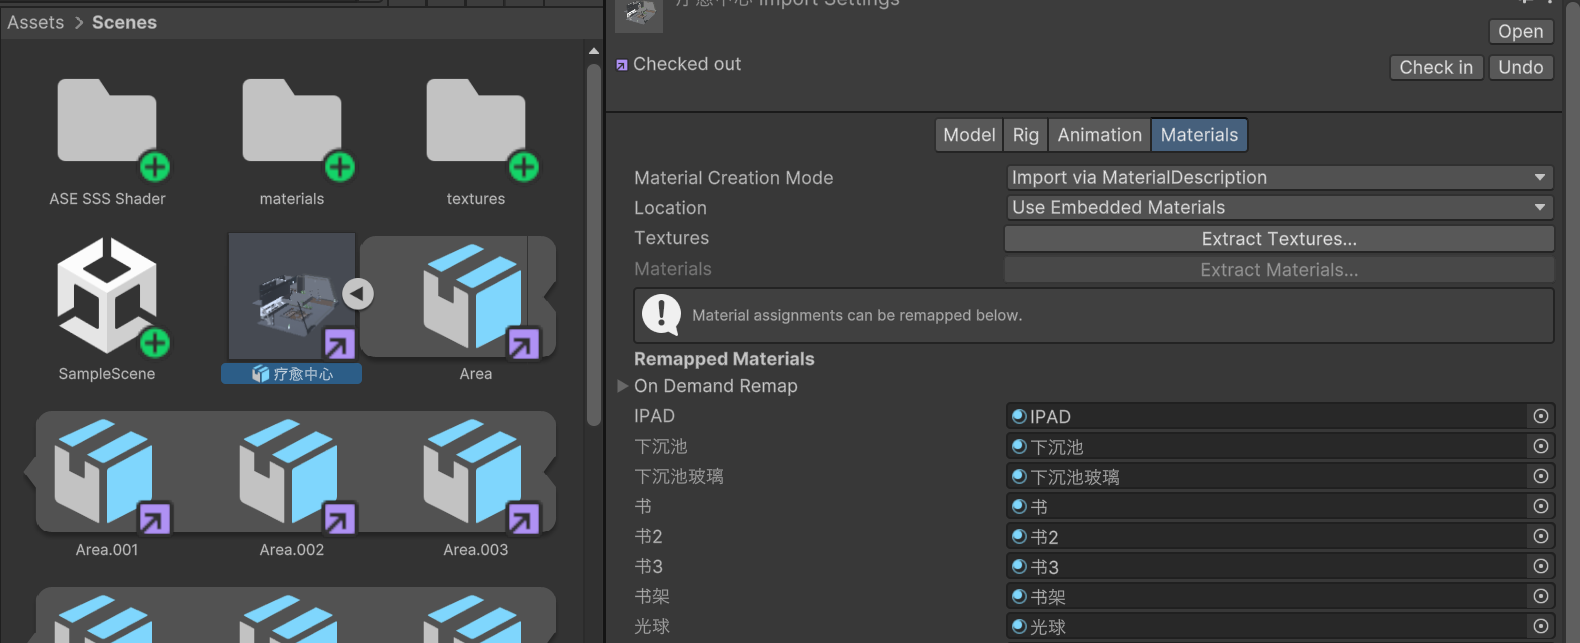 疗愈中心 Import Settings
Assets > Scenes
Open
Checked out
Check in Undo
Model Rig Animation Materials
ASE SSS Shader materials textures
Material Creation Mode Import via MaterialDescription
Location Use Embedded Materials
Textures Extract Textures...
Materials Extract Materials...
Material assignments can be remapped below.
Remapped Materials
On Demand Remap
SampleScene 疗愈中心 Area
IPAD IPAD
下沉池 下沉池
下沉池玻璃 下沉池玻璃
书 书
书2 书2
书3 书3
书架 书架
光球 光球
Area.001 Area.002 Area.003